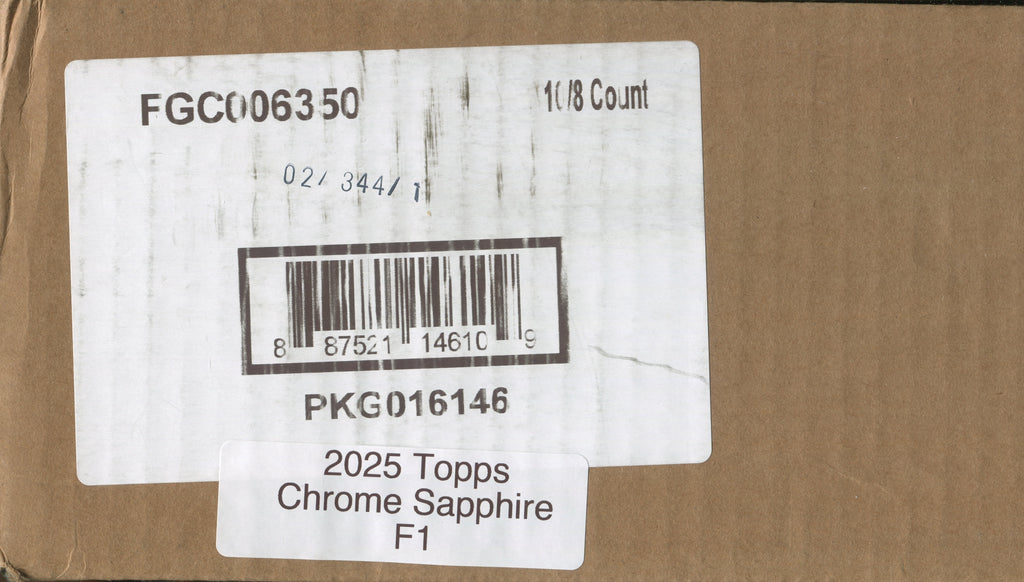 FGC006350
10/8 Count
02/ 344/ 1
8 87521 14610 9
PKG016146
2025 Topps
Chrome Sapphire
F1